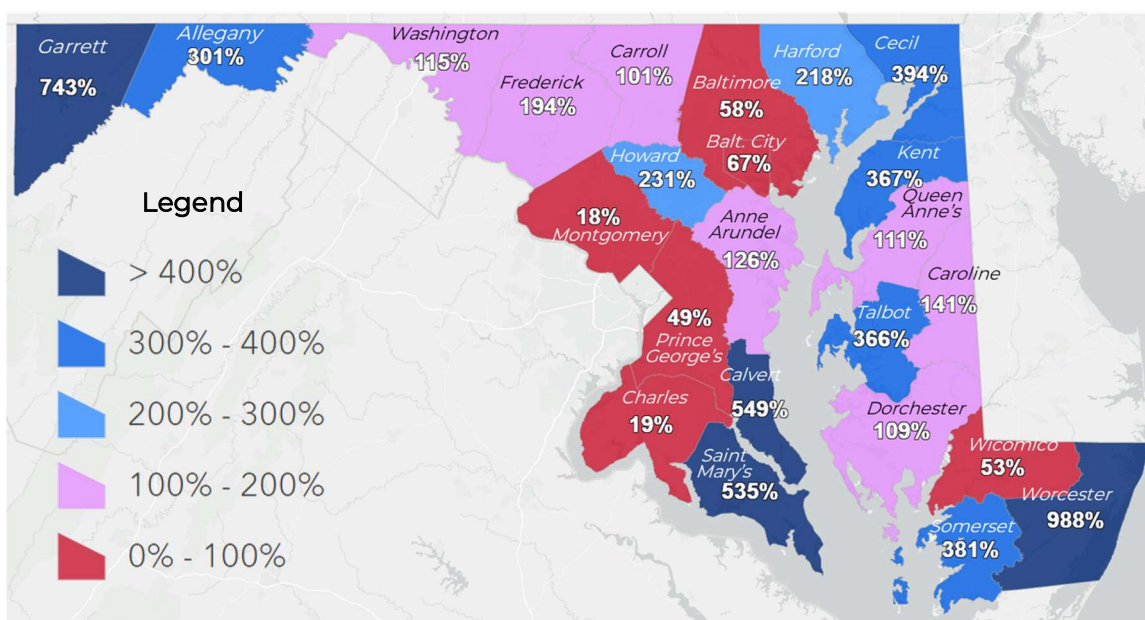 Garrett
743%
Allegany
301%
Washington
115%
Frederick
194%
Carroll
101%
Baltimore
58%
Balt. City
67%
Harford
218%
Cecil
394%
Kent
367%
Howard
231%
Queen
Anne's
111%
18%
Montgomery
Anne
Arundel
126%
Caroline
141%
Talbot
366%
49%
Prince
George's
Calvert
549%
Charles
19%
Dorchester
109%
Saint
Mary's
535%
Wicomico
53%
Worcester
988%
Somerset
381%
Legend
> 400%
300% - 400%
200% - 300%
100% - 200%
0% - 100%